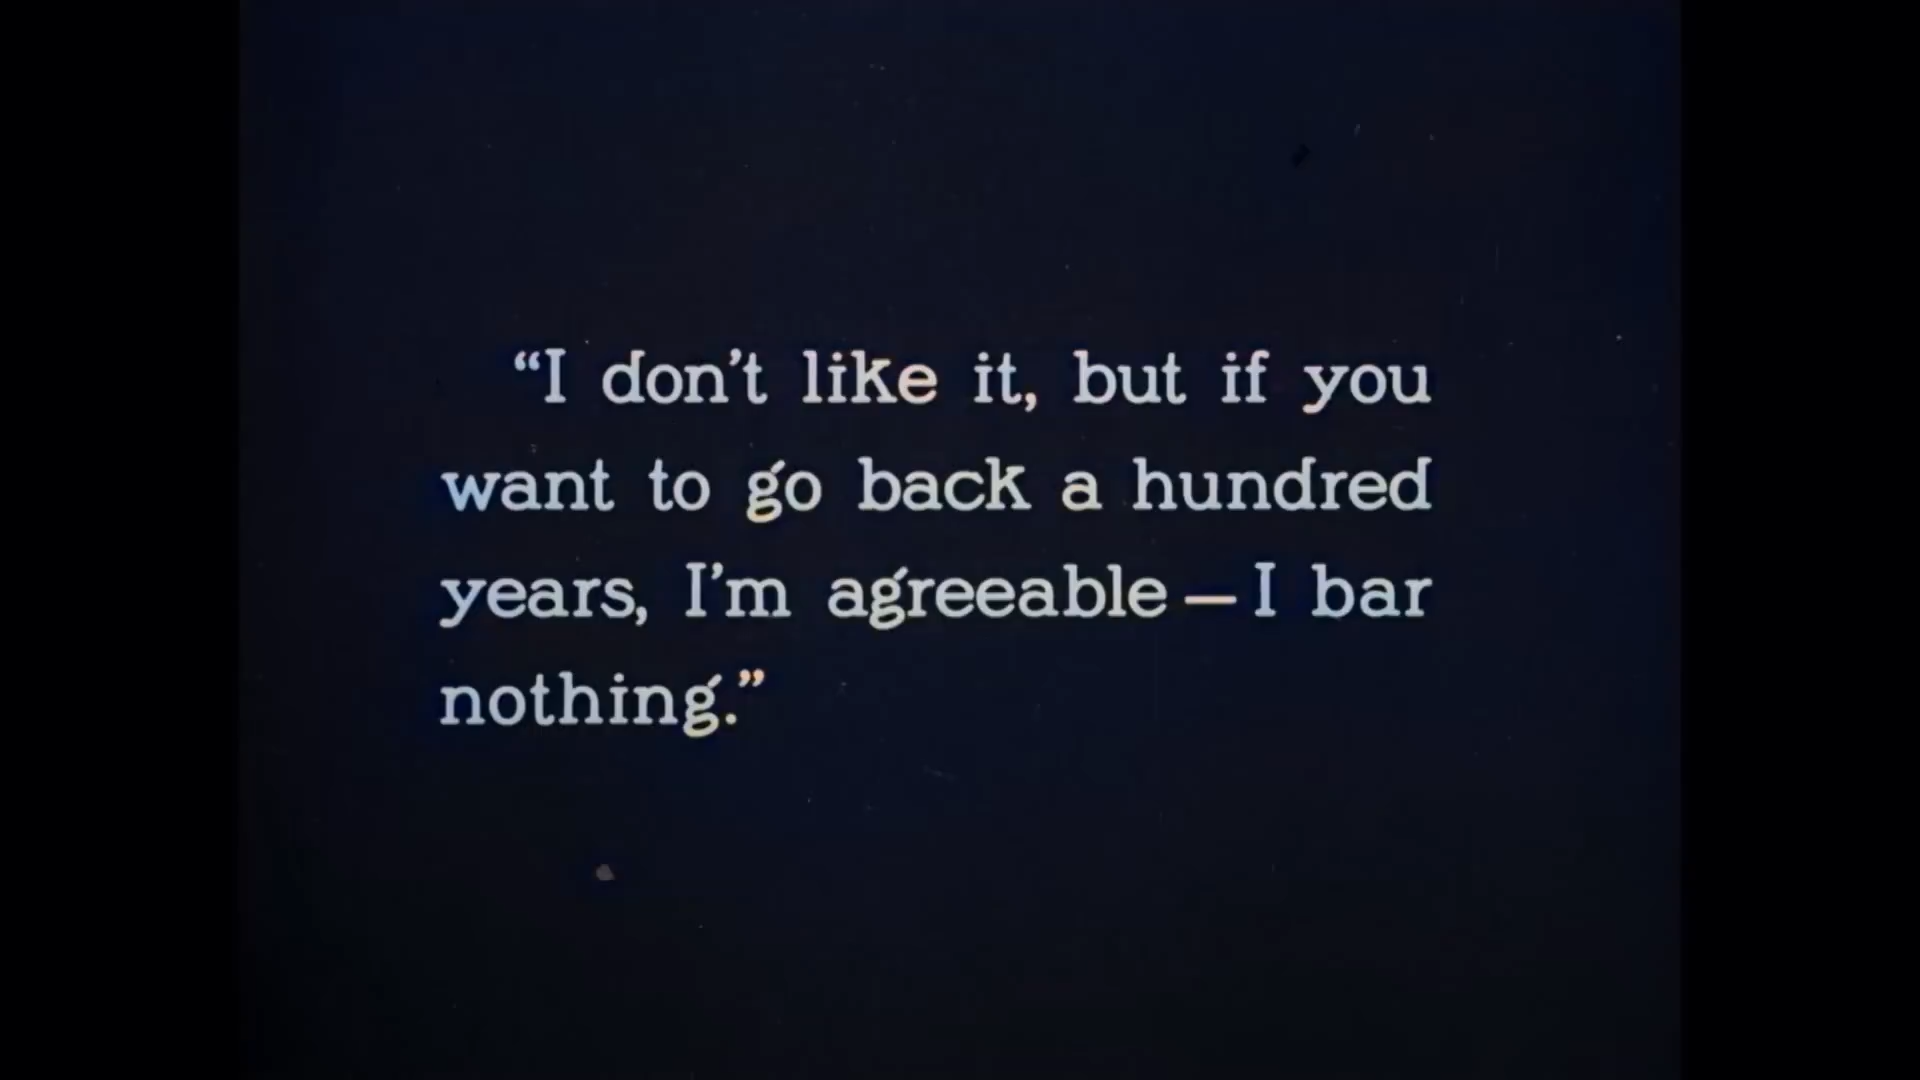 “I don’t like it, but if you
want to go back a hundred
years, I’m agreeable — I bar
nothing.”